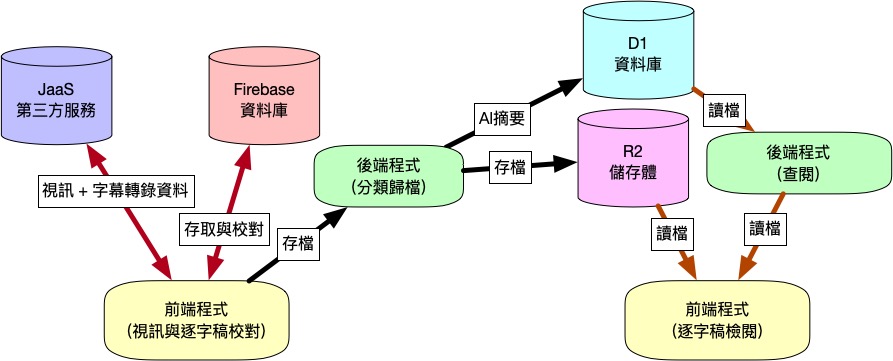 JaaS
第三方服務
Firebase
資料庫
D1
資料庫
AI摘要
讀檔
後端程式
(分類歸檔)
存檔
R2
儲存體
後端程式
(查閱)
視訊 + 字幕轉錄資料
存取與校對
存檔
讀檔
讀檔
前端程式
(視訊與逐字稿校對)
前端程式
(逐字稿檢閱)